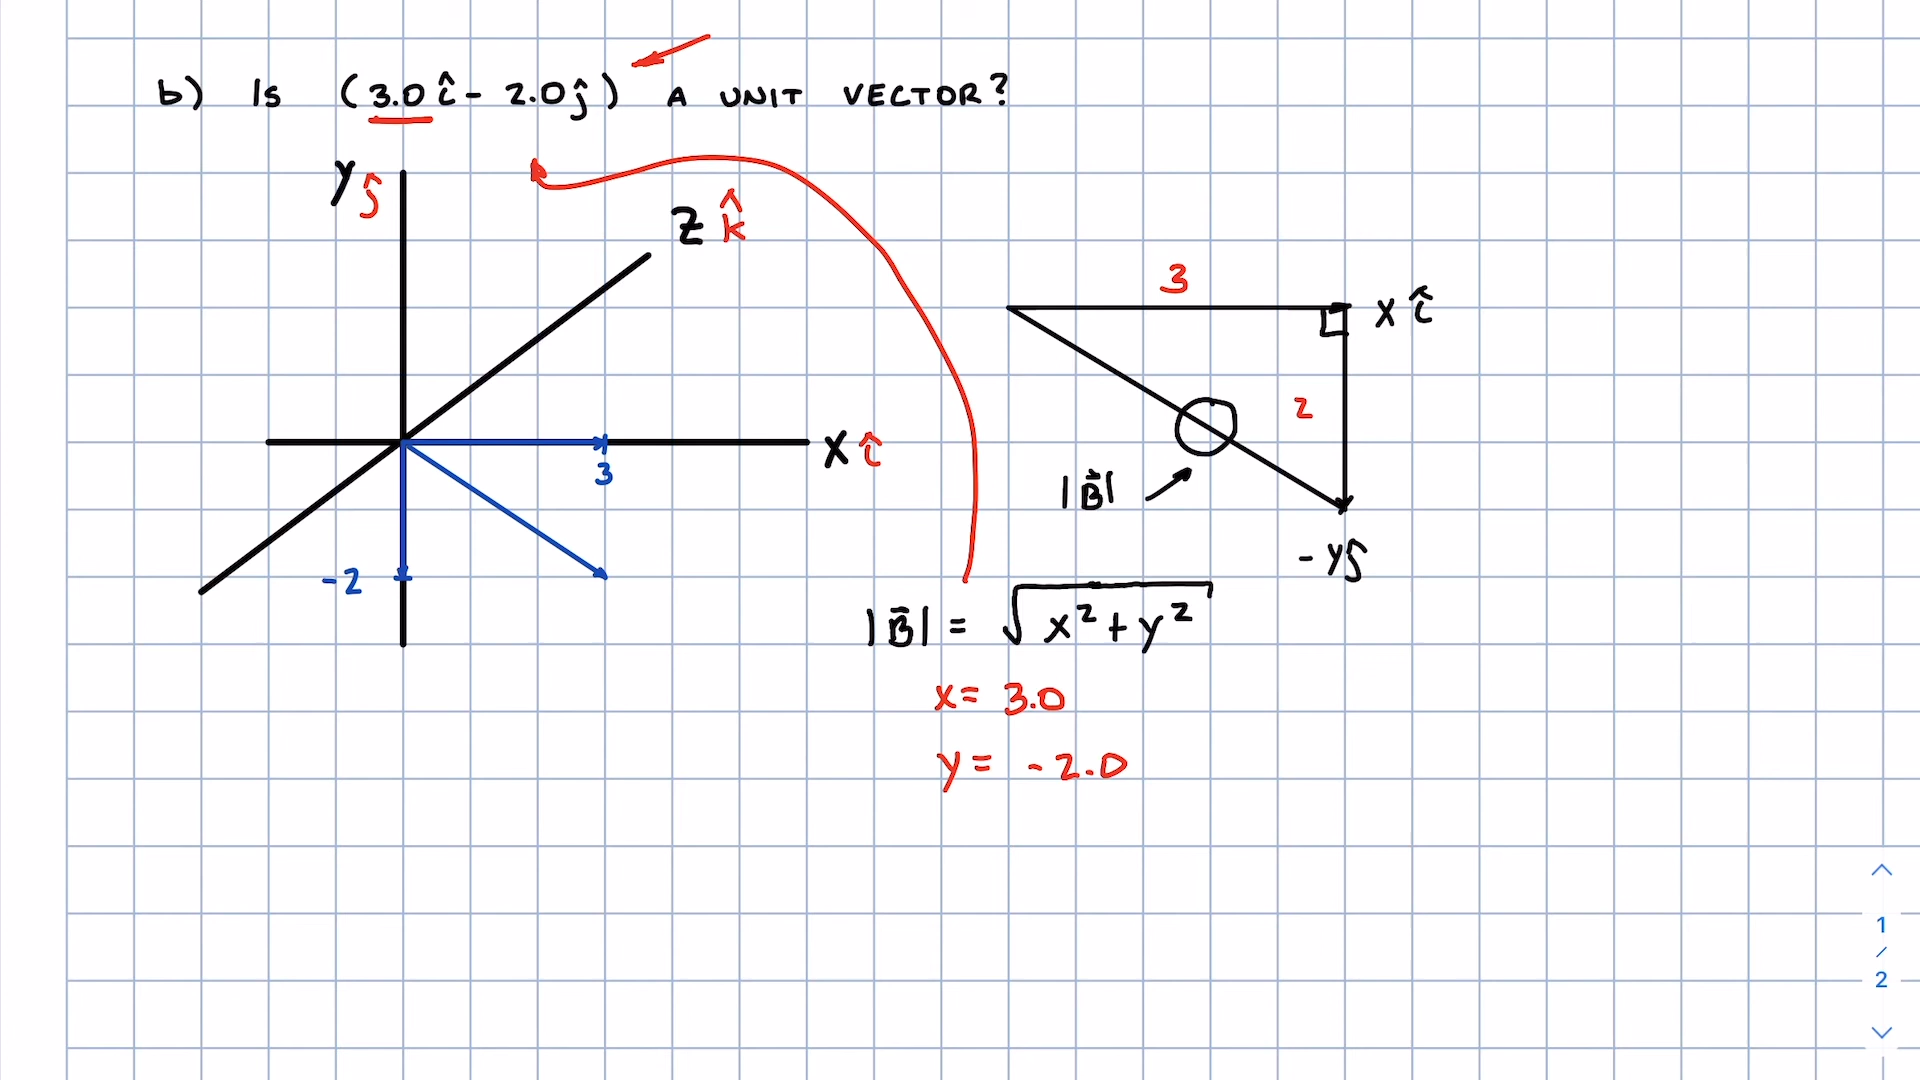 b) Is (3.0î - 2.0ĵ) A UNIT VECTOR?
Y ĵ
Z k̂
X î
3
-2
3
X î
2
|B⃗|
-Yĵ
|B⃗| = √x²+y²
x= 3.0
y= -2.0
1
/
2